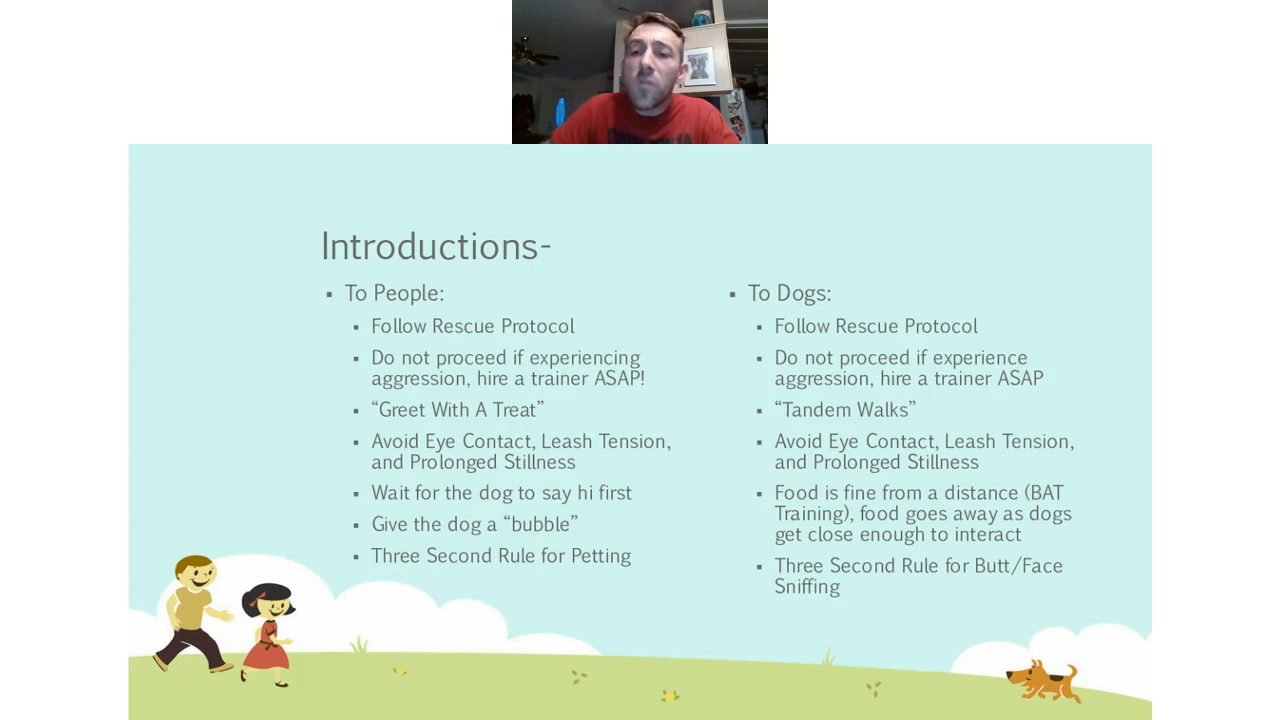 Introductions-
To People:
Follow Rescue Protocol
Do not proceed if experiencing
aggression, hire a trainer ASAP!
“Greet With A Treat”
Avoid Eye Contact, Leash Tension,
and Prolonged Stillness
Wait for the dog to say hi first
Give the dog a “bubble”
Three Second Rule for Petting
To Dogs:
Follow Rescue Protocol
Do not proceed if experience
aggression, hire a trainer ASAP
“Tandem Walks”
Avoid Eye Contact, Leash Tension,
and Prolonged Stillness
Food is fine from a distance (BAT
Training), food goes away as dogs
get close enough to interact
Three Second Rule for Butt/Face
Sniffing